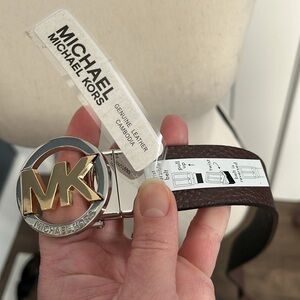 MICHAEL
MICHAEL KORS
GENUINE LEATHER
CAMBODIA
MK
MICHAEL KORS